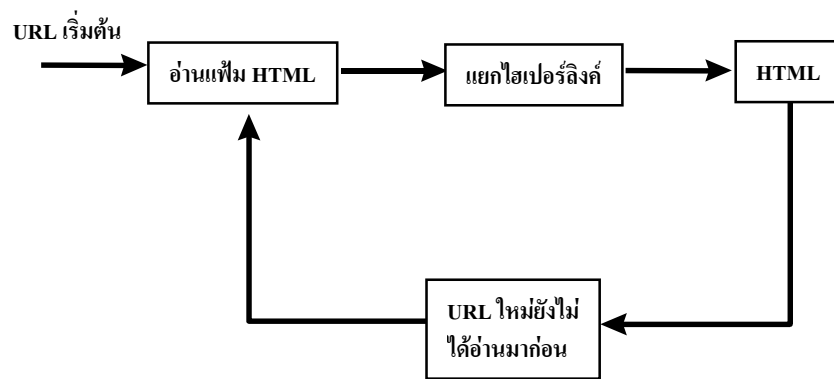 URL เริ่มต้น
อ่านแฟ้ม HTML
แยกไฮเปอร์ลิงค์
HTML
URL ใหม่ยังไม่
ได้อ่านมาก่อน